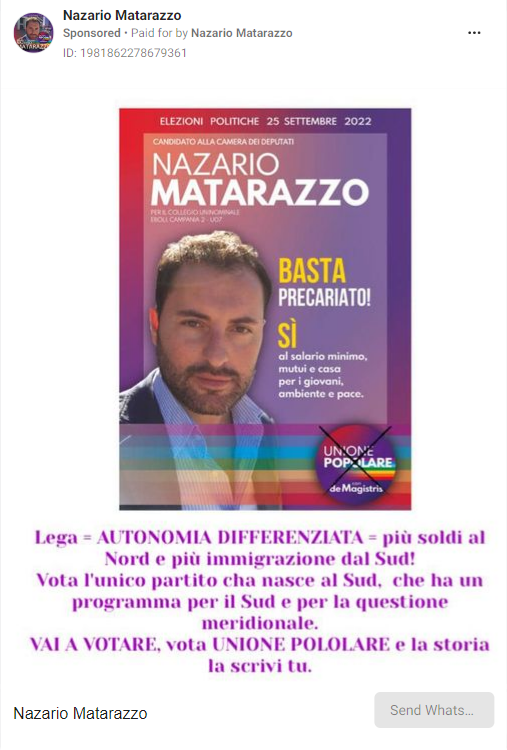 Nazario Matarazzo
Sponsored • Paid for by Nazario Matarazzo
ID: 1981862278679361
ELEZIONI POLITICHE 25 SETTEMBRE 2022
CANDIDATO ALLA CAMERA DEI DEPUTATI
NAZARIO
MATARAZZO
PER IL COLLEGIO UNINOMINALE
EBOLI, CAMPANIA 2 - U07
BASTA
PRECARIATO!
SÌ
al salario minimo,
mutui e casa
per i giovani,
ambiente e pace.
UNIONE
POPOLARE
con
de Magistris
Lega = AUTONOMIA DIFFERENZIATA = più soldi al
Nord e più immigrazione dal Sud!
Vota l'unico partito cha nasce al Sud, che ha un
programma per il Sud e per la questione
meridionale.
VAI A VOTARE, vota UNIONE POLOLARE e la storia
la scrivi tu.
Nazario Matarazzo
Send Whats...